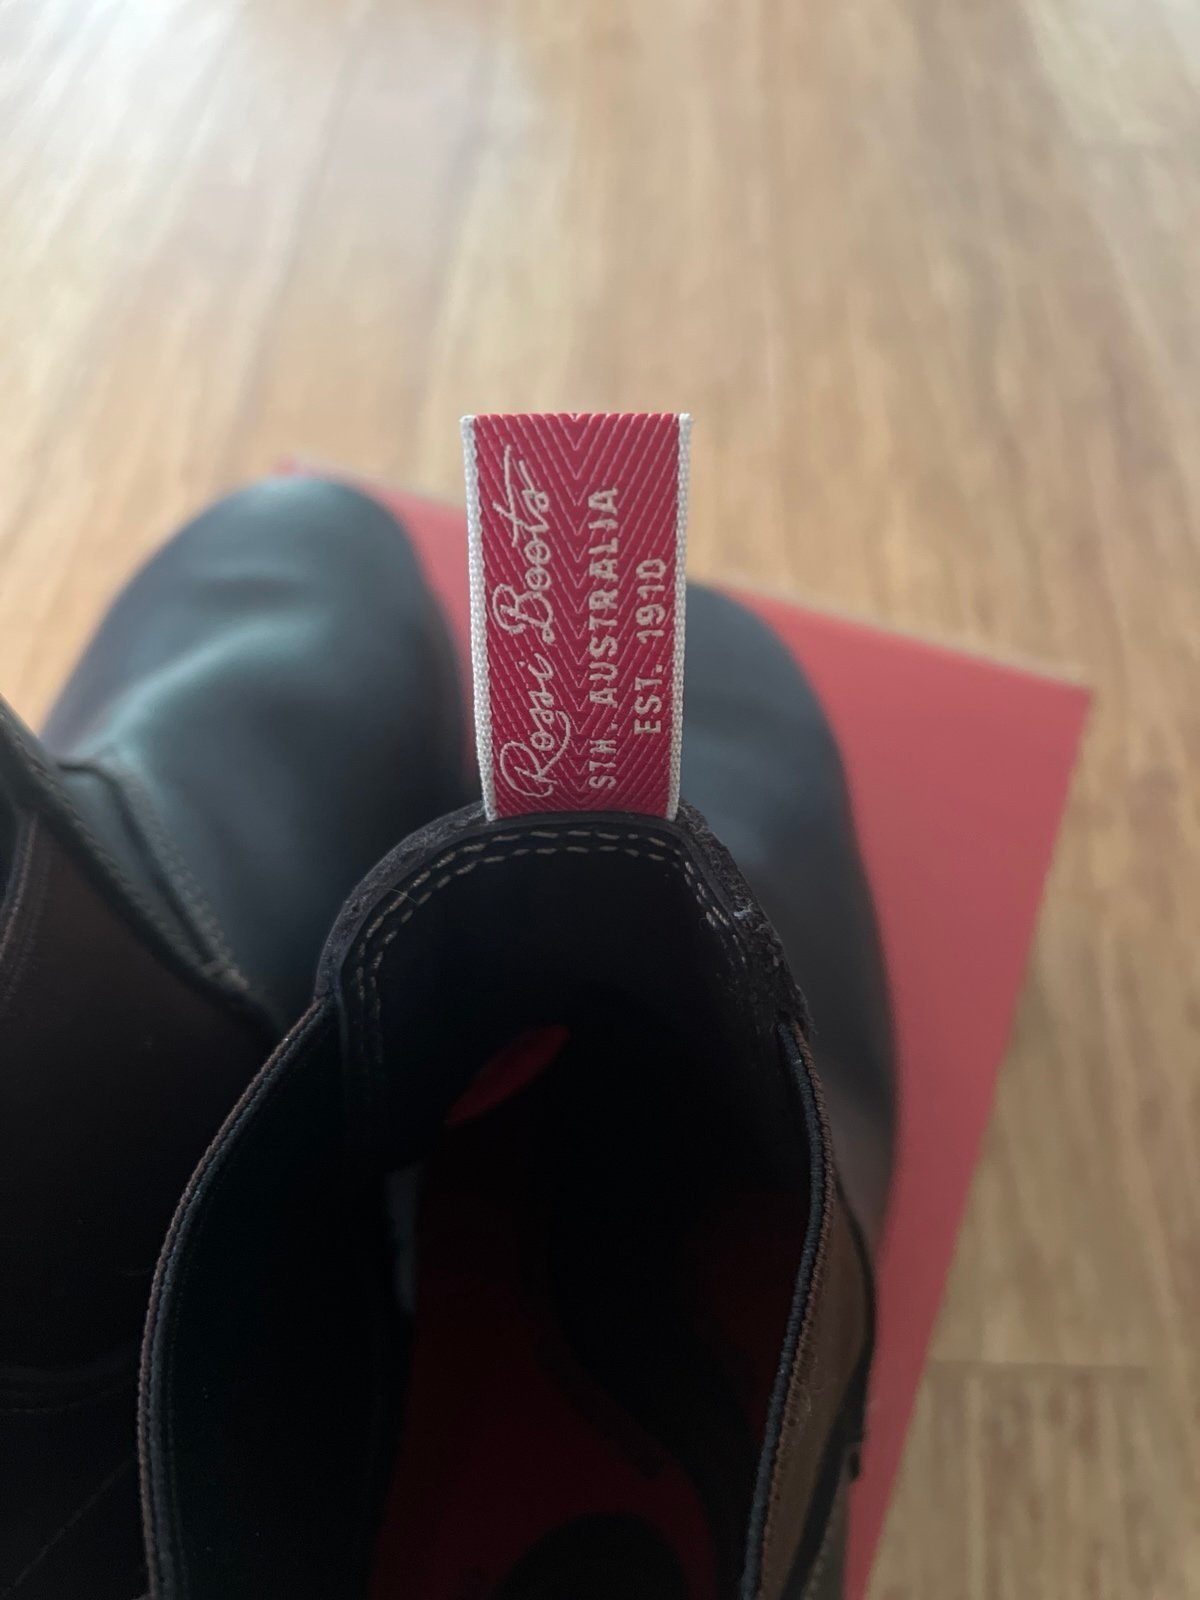 Rossi Boots
STH. AUSTRALIA
EST. 1910